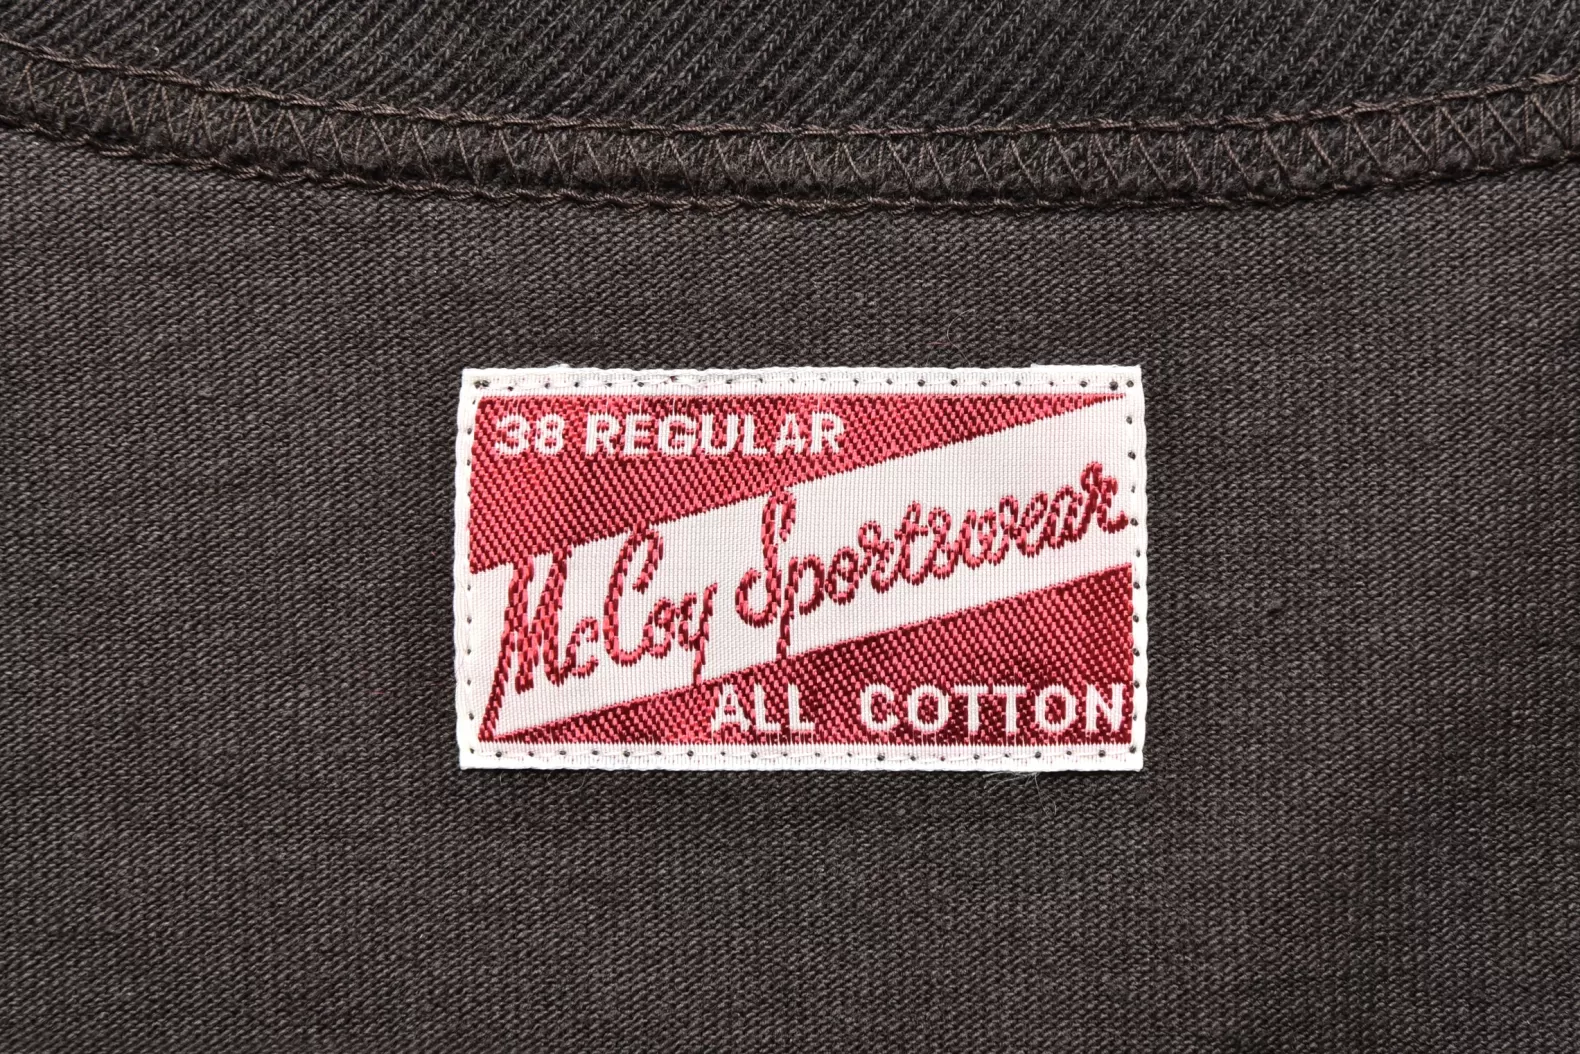 38 REGULAR
McCoy Sportswear
ALL COTTON